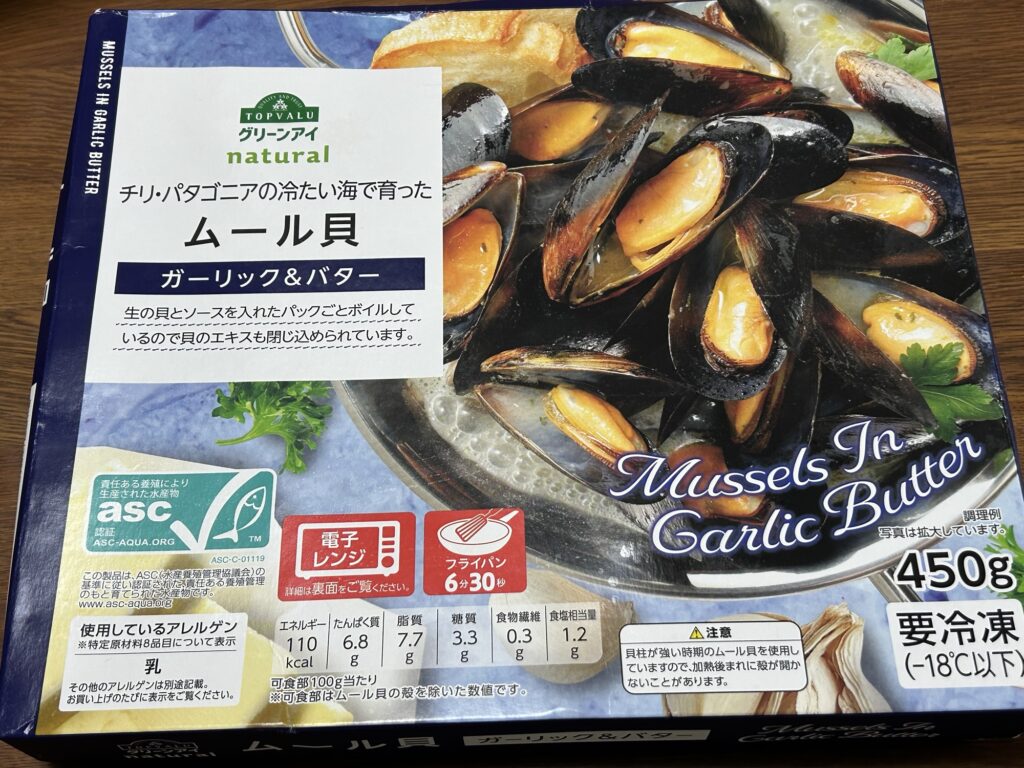 MUSSELS IN GARLIC BUTTER
QUALITY AND TRUST
TOPVALU
グリーンアイ
natural
チリ・パタゴニアの冷たい海で育った
ムール貝
ガーリック＆バター
生の貝とソースを入れたパックごとボイルして
いるので貝のエキスも閉じ込められています。
Mussels In
Garlic Butter
調理例
写真は拡大しています。
450g
要冷凍
(-18℃以下)
責任ある養殖により
生産された水産物
asc
認証
ASC-AQUA.ORG
TM
ASC-C-01119
この製品は、ASC(水産養殖管理協議会)の
基準に従い認証された責任ある養殖管理
のもと育てられた水産物です。
www.asc-aqua.org
電子
レンジ
詳細は裏面をご覧ください。
フライパン
6分30秒
使用しているアレルゲン
※特定原材料8品目について表示
乳
その他のアレルゲンは別途記載。
お買い上げのたびに表示をご覧ください。
エネルギー たんぱく質 脂質 糖質 食物繊維 食塩相当量
110 kcal 6.8 g 7.7 g 3.3 g 0.3 g 1.2 g
可食部100g当たり
※可食部はムール貝の殻を除いた数値です。
注意
貝柱が強い時期のムール貝を使用し
ていますので、加熱後まれに殻が開か
ないことがあります。
グリーンアイ
natural
ムール貝
ガーリック＆バター
Mussels In
Garlic Butter